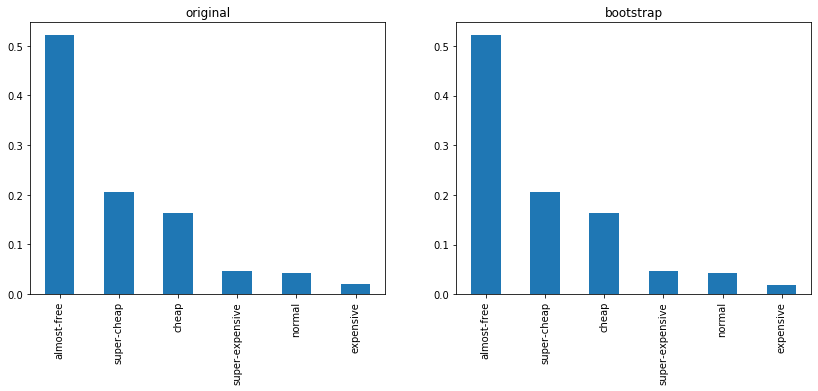 original
0.5
0.4
0.3
0.2
0.1
0.0
almost-free
super-cheap
cheap
super-expensive
normal
expensive
bootstrap
0.5
0.4
0.3
0.2
0.1
0.0
almost-free
super-cheap
cheap
super-expensive
normal
expensive